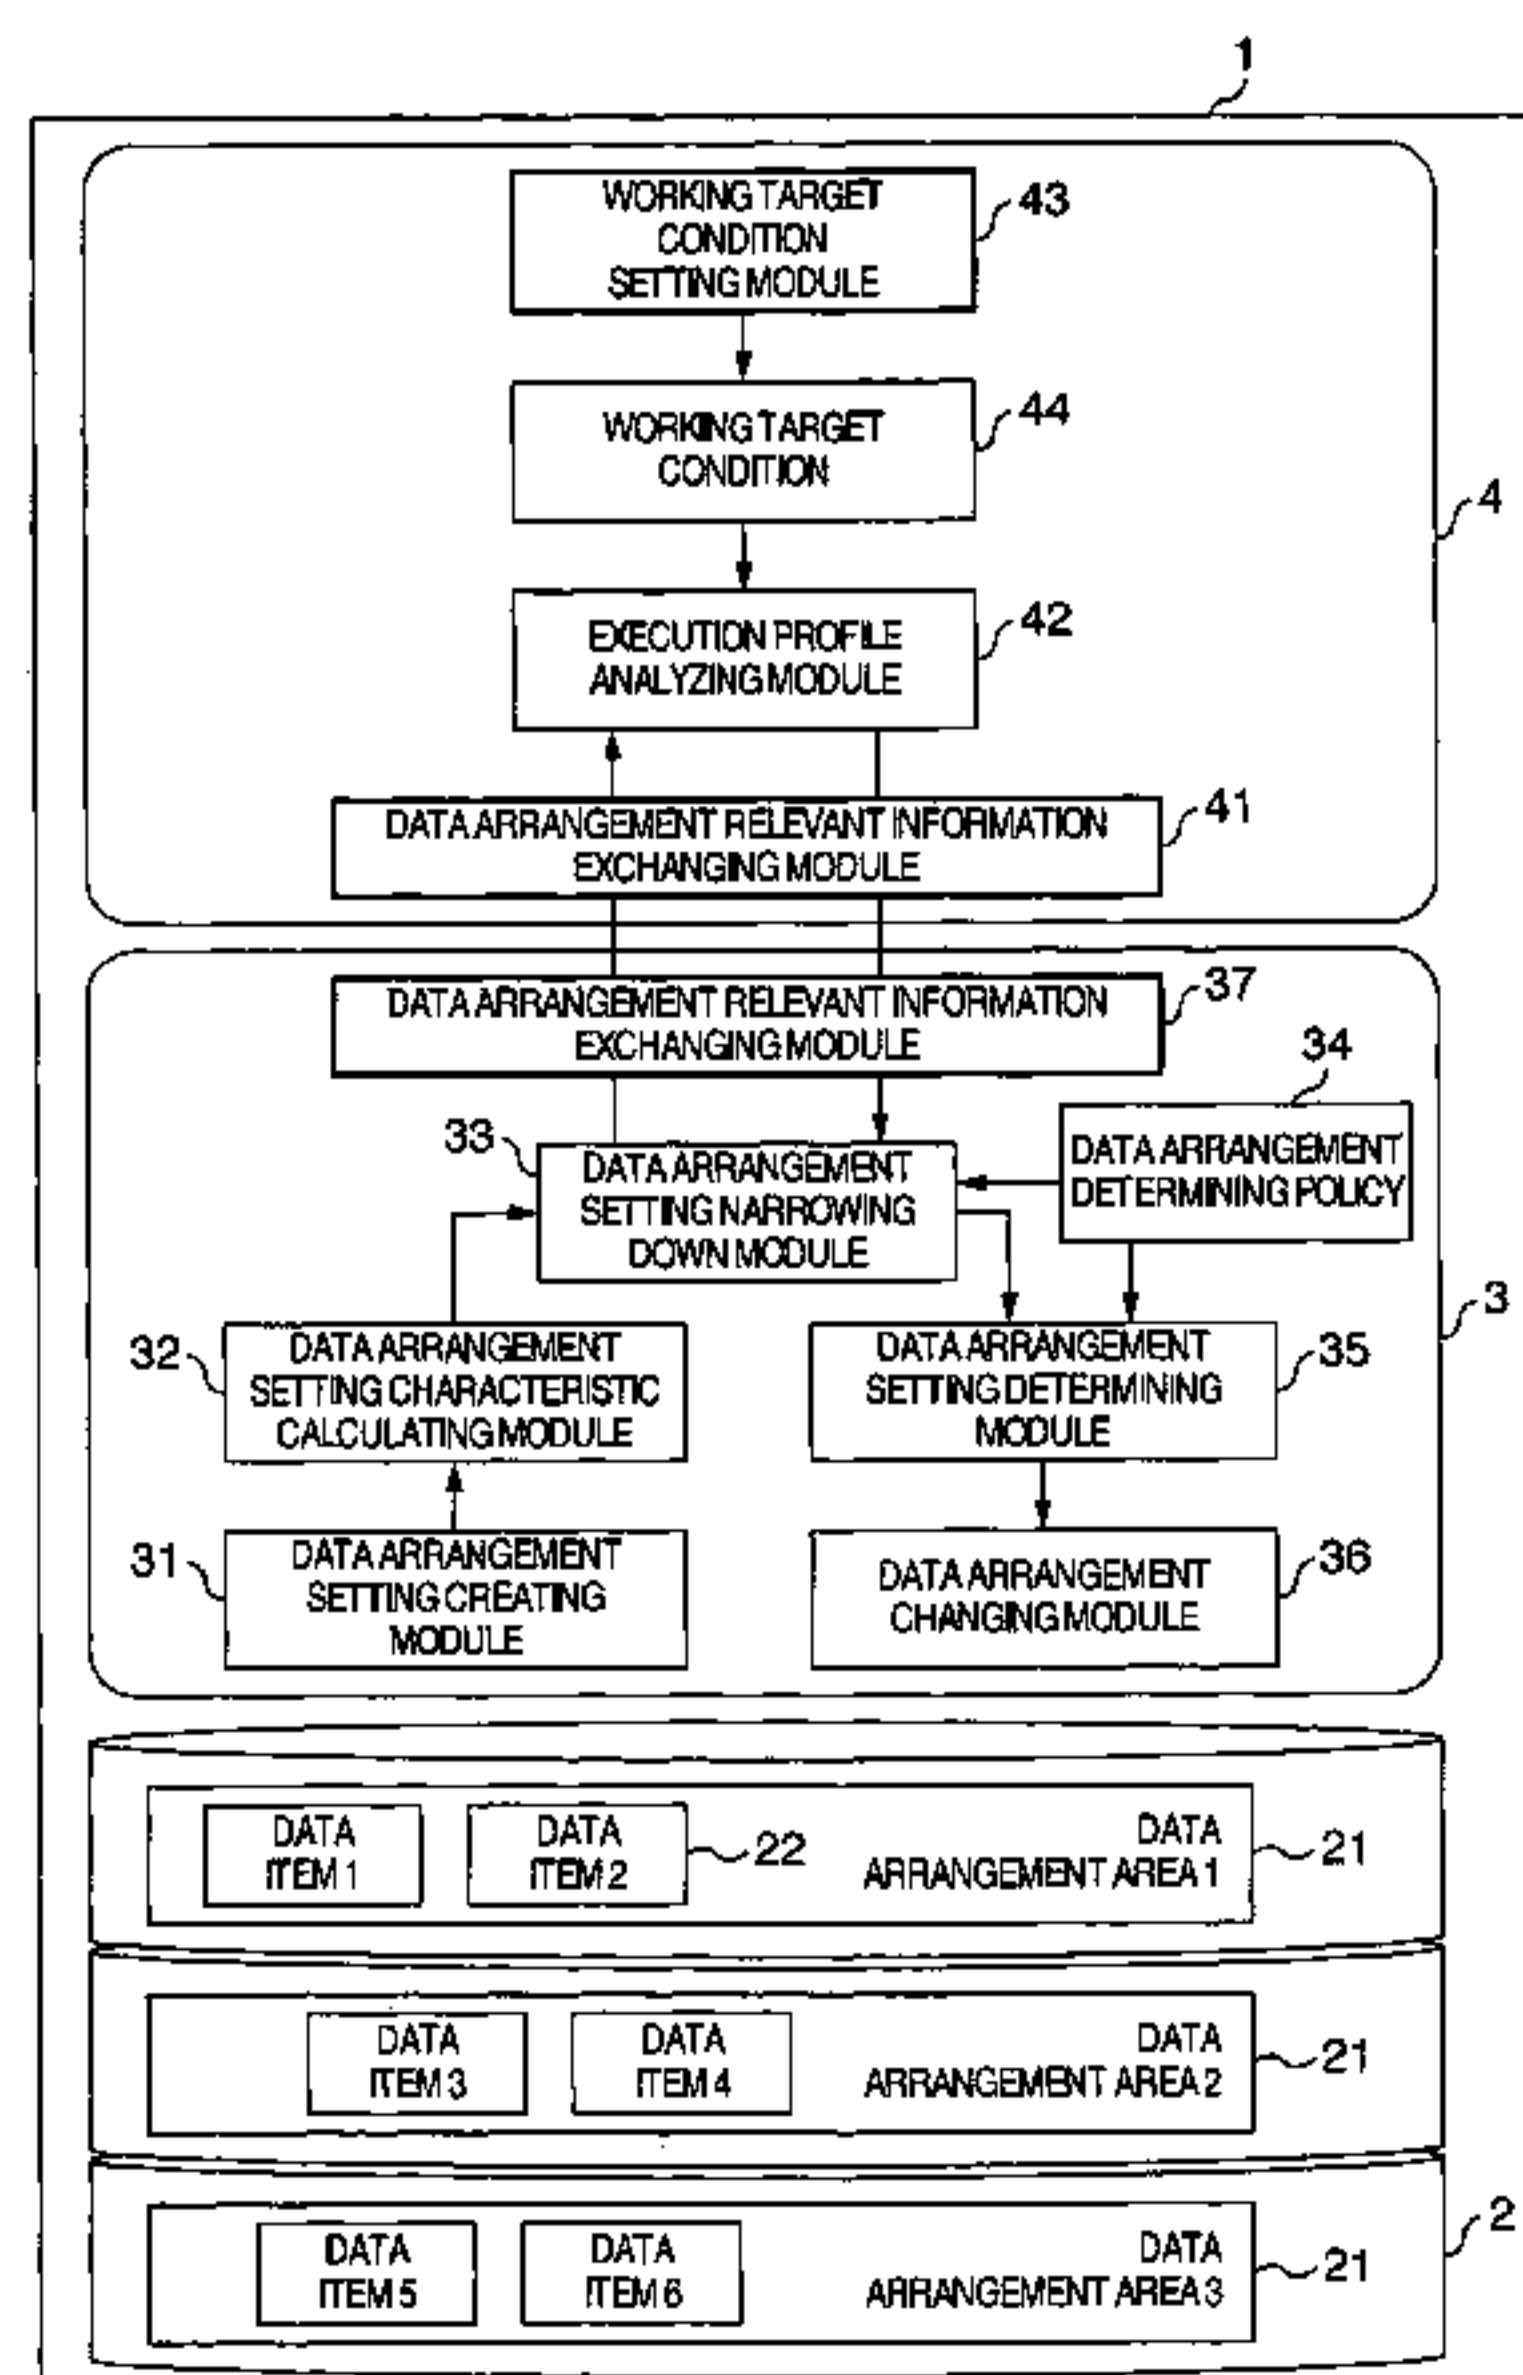 1
WORKING TARGET
CONDITION
SETTING MODULE
43
WORKING TARGET
CONDITION
44
4
EXECUTION PROFILE
ANALYZING MODULE
42
DATA ARRANGEMENT RELEVANT INFORMATION
EXCHANGING MODULE
41
DATA ARRANGEMENT RELEVANT INFORMATION
EXCHANGING MODULE
37
34
33
DATA ARRANGEMENT
SETTING NARROWING
DOWN MODULE
DATA ARRANGEMENT
DETERMINING POLICY
3
32
DATA ARRANGEMENT
SETTING CHARACTERISTIC
CALCULATING MODULE
DATA ARRANGEMENT
SETTING DETERMINING
MODULE
35
31
DATA ARRANGEMENT
SETTING CREATING
MODULE
DATA ARRANGEMENT
CHANGING MODULE
36
DATA
ITEM 1
DATA
ITEM 2
22
DATA
ARRANGEMENT AREA 1
21
DATA
ITEM 3
DATA
ITEM 4
DATA
ARRANGEMENT AREA 2
21
DATA
ITEM 5
DATA
ITEM 6
DATA
ARRANGEMENT AREA 3
21
2